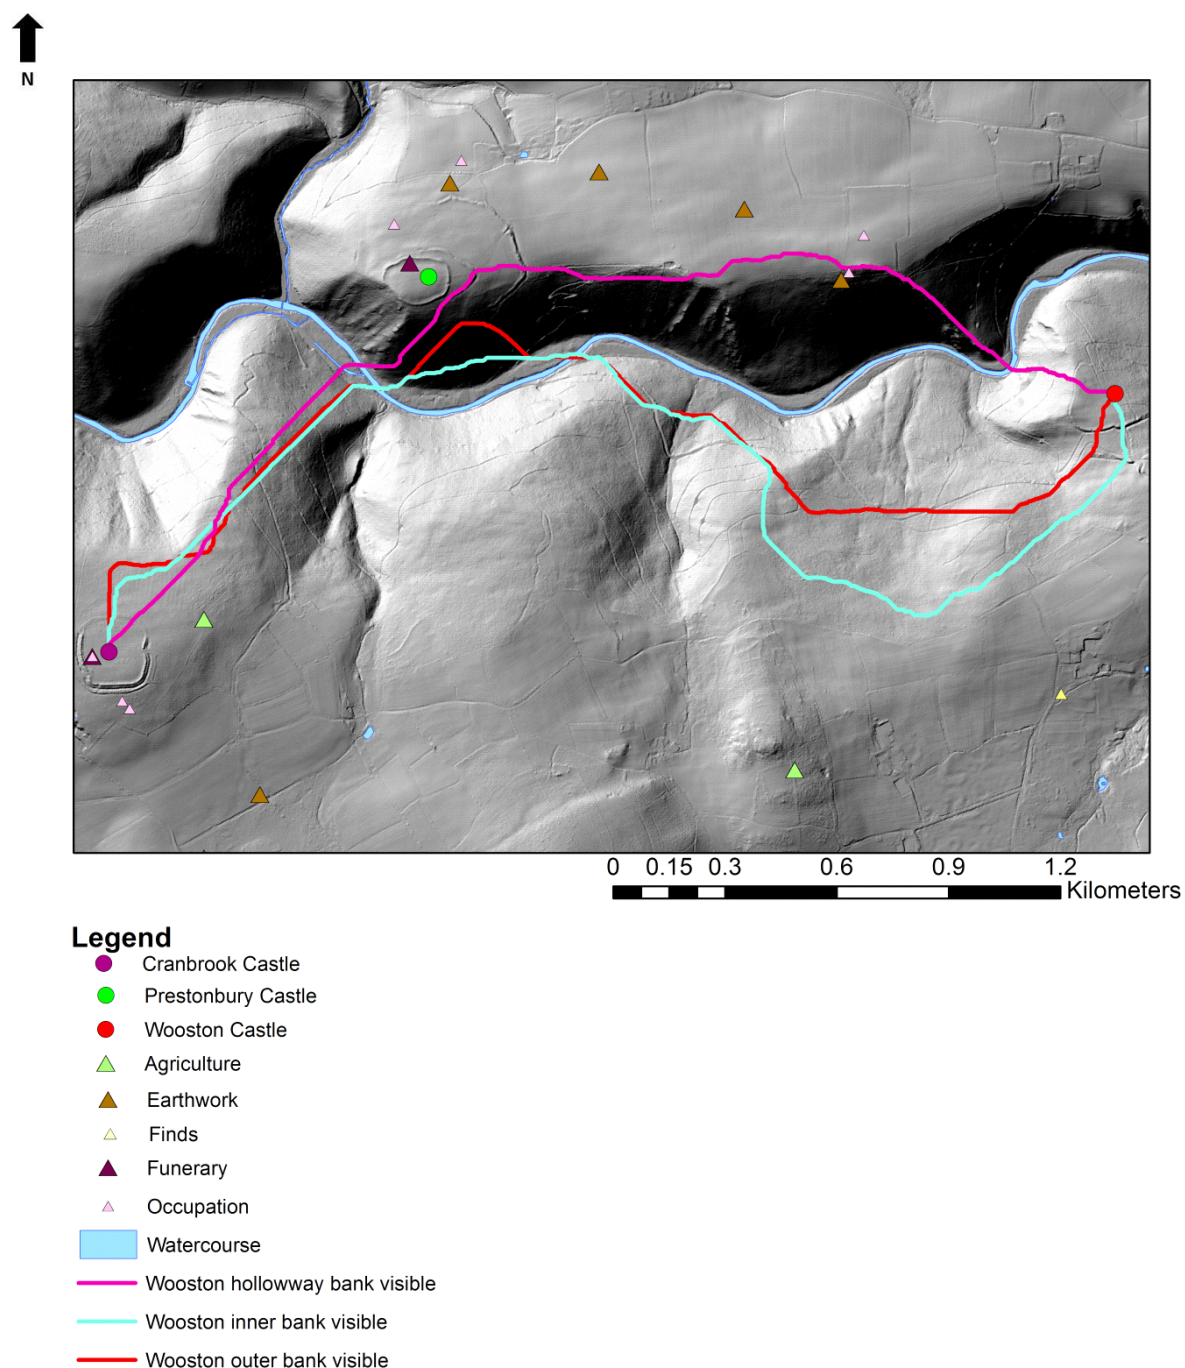 N
0 0.15 0.3 0.6 0.9 1.2
Kilometers
Legend
Cranbrook Castle
Prestonbury Castle
Wooston Castle
Agriculture
Earthwork
Finds
Funerary
Occupation
Watercourse
Wooston hollowway bank visible
Wooston inner bank visible
Wooston outer bank visible